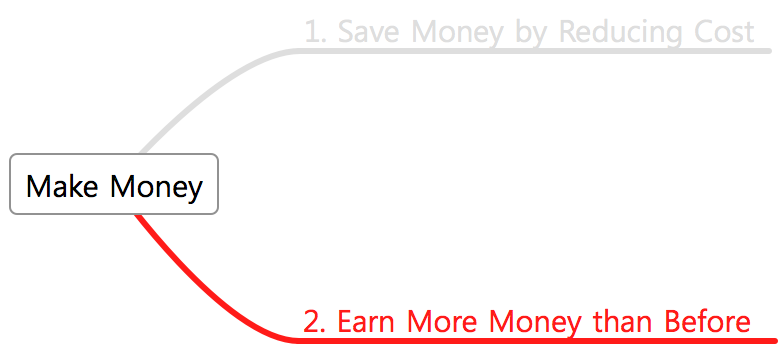 1. Save Money by Reducing Cost
Make Money
2. Earn More Money than Before